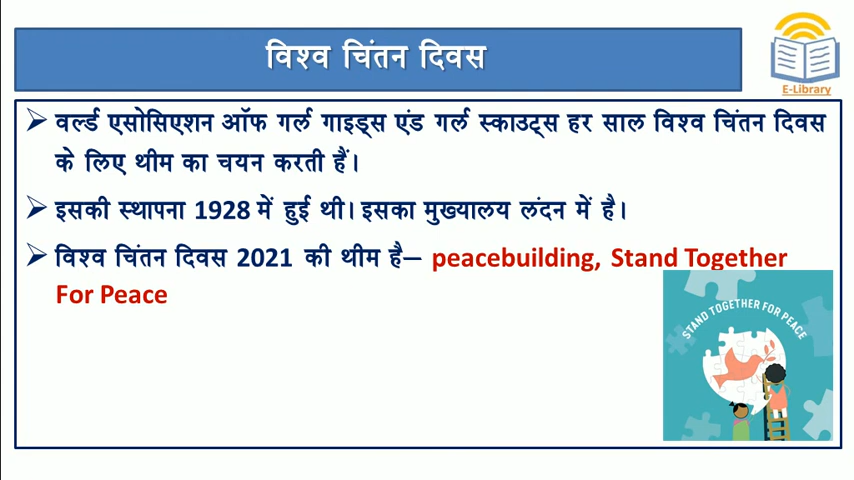 विश्व चिंतन दिवस
E-Library
वर्ल्ड एसोसिएशन ऑफ गर्ल गाइड्स एंड गर्ल स्काउट्स हर साल विश्व चिंतन दिवस
के लिए थीम का चयन करती हैं।
इसकी स्थापना 1928 में हुई थी। इसका मुख्यालय लंदन में है।
विश्व चिंतन दिवस 2021 की थीम है– peacebuilding, Stand Together
For Peace
STAND TOGETHER FOR PEACE